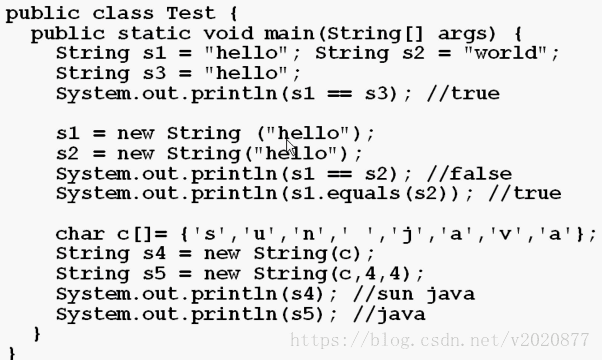 public class Test {
  public static void main(String[] args) {
    String s1 = "hello"; String s2 = "world";
    String s3 = "hello";
    System.out.println(s1 == s3); //true

    s1 = new String ("hello");
    s2 = new String("hello");
    System.out.println(s1 == s2); //false
    System.out.println(s1.equals(s2)); //true

    char c[]= {'s','u','n',' ','j','a','v','a'};
    String s4 = new String(c);
    String s5 = new String(c,4,4);
    System.out.println(s4); //sun java
    System.out.println(s5); //java
  }
}
https://blog.csdn.net/v2020877